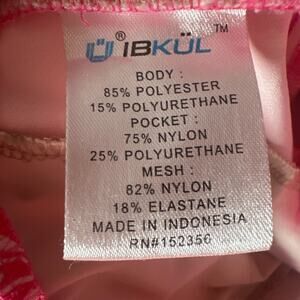 ® IBKÜL ™
BODY :
85% POLYESTER
15% POLYURETHANE
POCKET :
75% NYLON
25% POLYURETHANE
MESH :
82% NYLON
18% ELASTANE
MADE IN INDONESIA
RN#152356